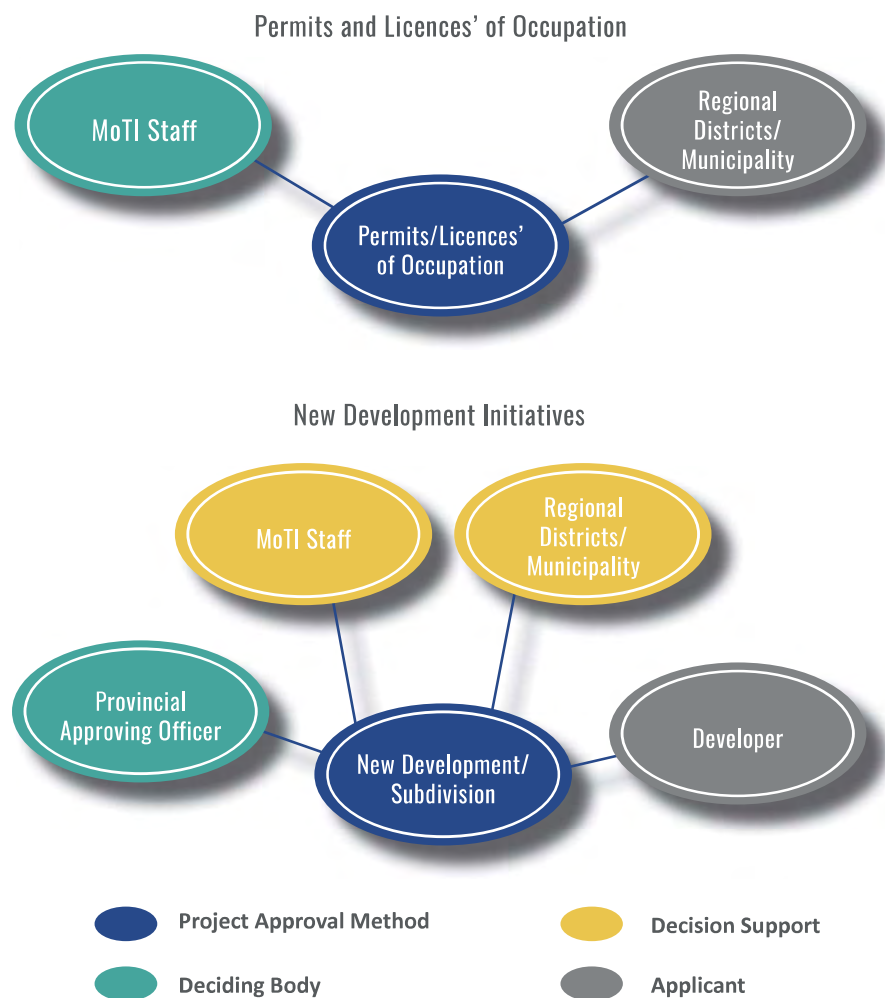 Permits and Licences' of Occupation
MoTI Staff
Regional
Districts/
Municipality
Permits/Licences'
of Occupation
New Development Initiatives
MoTI Staff
Regional
Districts/
Municipality
Provincial
Approving Officer
New Development/
Subdivision
Developer
Project Approval Method
Decision Support
Deciding Body
Applicant